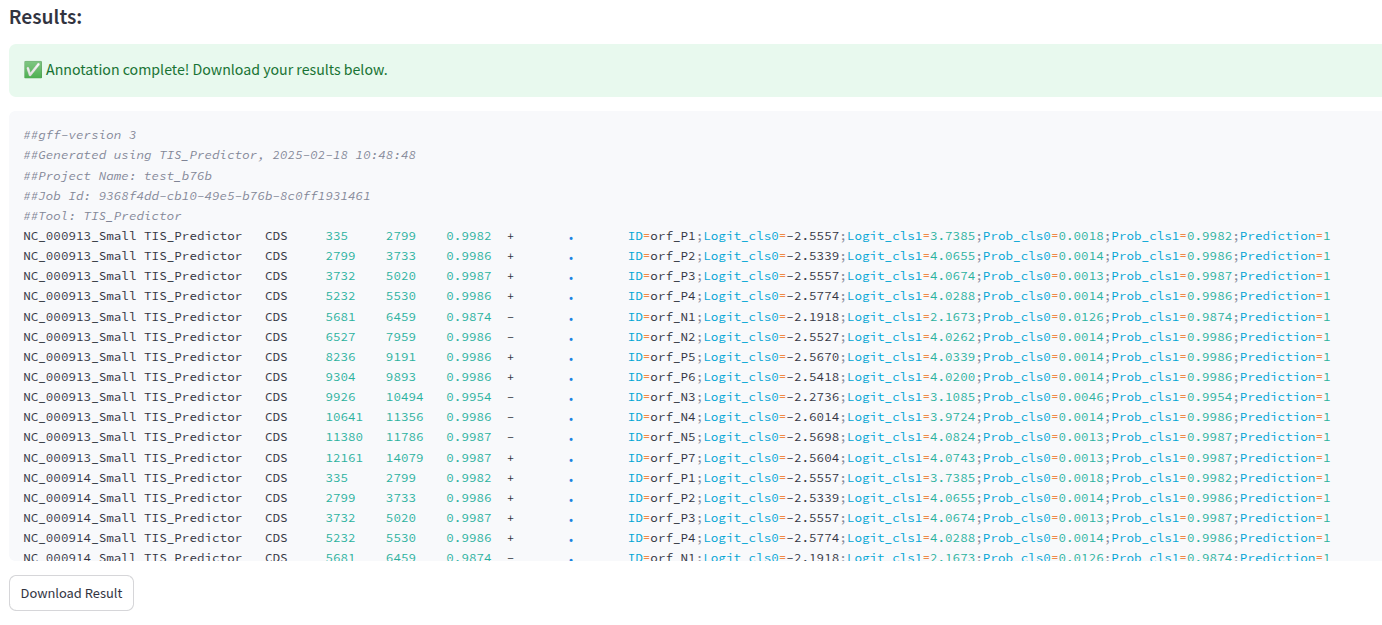 Results:
✅ Annotation complete! Download your results below.
##gff-version 3
##Generated using TIS_Predictor, 2025-02-18 10:48:48
##Project Name: test_b76b
##Job Id: 9368f4dd-cb10-49e5-b76b-8c0ff1931461
##Tool: TIS_Predictor
NC_000913_Small TIS_Predictor CDS 335 2799 0.9982 + . ID=orf_P1;Logit_cls0=-2.5557;Logit_cls1=3.7385;Prob_cls0=0.0018;Prob_cls1=0.9982;Prediction=1
NC_000913_Small TIS_Predictor CDS 2799 3733 0.9986 + . ID=orf_P2;Logit_cls0=-2.5339;Logit_cls1=4.0655;Prob_cls0=0.0014;Prob_cls1=0.9986;Prediction=1
NC_000913_Small TIS_Predictor CDS 3732 5020 0.9987 + . ID=orf_P3;Logit_cls0=-2.5557;Logit_cls1=4.0674;Prob_cls0=0.0013;Prob_cls1=0.9987;Prediction=1
NC_000913_Small TIS_Predictor CDS 5232 5530 0.9986 + . ID=orf_P4;Logit_cls0=-2.5774;Logit_cls1=4.0288;Prob_cls0=0.0014;Prob_cls1=0.9986;Prediction=1
NC_000913_Small TIS_Predictor CDS 5681 6459 0.9874 - . ID=orf_N1;Logit_cls0=-2.1918;Logit_cls1=2.1673;Prob_cls0=0.0126;Prob_cls1=0.9874;Prediction=1
NC_000913_Small TIS_Predictor CDS 6527 7959 0.9986 - . ID=orf_N2;Logit_cls0=-2.5527;Logit_cls1=4.0262;Prob_cls0=0.0014;Prob_cls1=0.9986;Prediction=1
NC_000913_Small TIS_Predictor CDS 8236 9191 0.9986 + . ID=orf_P5;Logit_cls0=-2.5670;Logit_cls1=4.0339;Prob_cls0=0.0014;Prob_cls1=0.9986;Prediction=1
NC_000913_Small TIS_Predictor CDS 9304 9893 0.9986 + . ID=orf_P6;Logit_cls0=-2.5418;Logit_cls1=4.0200;Prob_cls0=0.0014;Prob_cls1=0.9986;Prediction=1
NC_000913_Small TIS_Predictor CDS 9926 10494 0.9954 - . ID=orf_N3;Logit_cls0=-2.2736;Logit_cls1=3.1085;Prob_cls0=0.0046;Prob_cls1=0.9954;Prediction=1
NC_000913_Small TIS_Predictor CDS 10641 11356 0.9986 - . ID=orf_N4;Logit_cls0=-2.6014;Logit_cls1=3.9724;Prob_cls0=0.0014;Prob_cls1=0.9986;Prediction=1
NC_000913_Small TIS_Predictor CDS 11380 11786 0.9987 - . ID=orf_N5;Logit_cls0=-2.5698;Logit_cls1=4.0824;Prob_cls0=0.0013;Prob_cls1=0.9987;Prediction=1
NC_000913_Small TIS_Predictor CDS 12161 14079 0.9987 + . ID=orf_P7;Logit_cls0=-2.5604;Logit_cls1=4.0743;Prob_cls0=0.0013;Prob_cls1=0.9987;Prediction=1
NC_000914_Small TIS_Predictor CDS 335 2799 0.9982 + . ID=orf_P1;Logit_cls0=-2.5557;Logit_cls1=3.7385;Prob_cls0=0.0018;Prob_cls1=0.9982;Prediction=1
NC_000914_Small TIS_Predictor CDS 2799 3733 0.9986 + . ID=orf_P2;Logit_cls0=-2.5339;Logit_cls1=4.0655;Prob_cls0=0.0014;Prob_cls1=0.9986;Prediction=1
NC_000914_Small TIS_Predictor CDS 3732 5020 0.9987 + . ID=orf_P3;Logit_cls0=-2.5557;Logit_cls1=4.0674;Prob_cls0=0.0013;Prob_cls1=0.9987;Prediction=1
NC_000914_Small TIS_Predictor CDS 5232 5530 0.9986 + . ID=orf_P4;Logit_cls0=-2.5774;Logit_cls1=4.0288;Prob_cls0=0.0014;Prob_cls1=0.9986;Prediction=1
NC_000914_Small TIS_Predictor CDS 5681 6459 0.9874 - . ID=orf_N1;Logit_cls0=-2.1918;Logit_cls1=2.1673;Prob_cls0=0.0126;Prob_cls1=0.9874;Prediction=1
Download Result